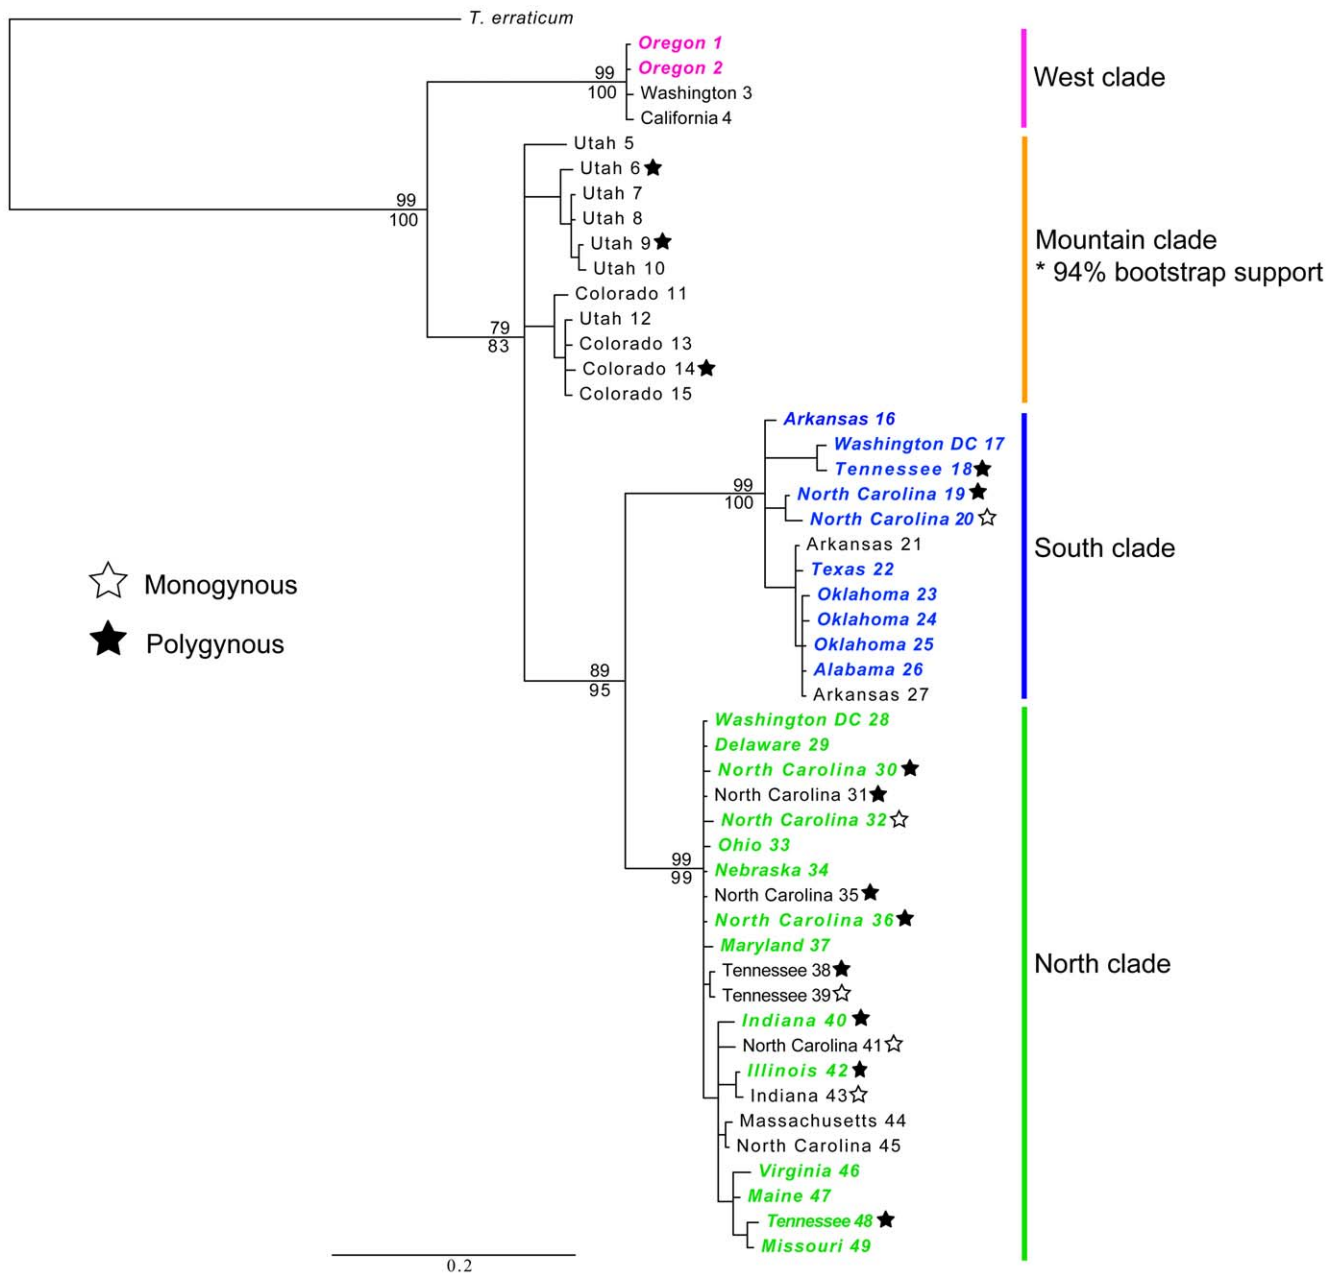 T. erraticum
Oregon 1
Oregon 2
99
100
Washington 3
California 4
West clade
Utah 5
Utah 6
Utah 7
99
100
Utah 8
Utah 9
Utah 10
Mountain clade
* 94% bootstrap support
Colorado 11
Utah 12
79
83
Colorado 13
Colorado 14
Colorado 15
Arkansas 16
Washington DC 17
Tennessee 18
99
100
North Carolina 19
North Carolina 20
Arkansas 21
South clade
Texas 22
Monogynous
Oklahoma 23
Oklahoma 24
Polygynous
Oklahoma 25
89
95
Alabama 26
Arkansas 27
Washington DC 28
Delaware 29
North Carolina 30
North Carolina 31
North Carolina 32
Ohio 33
99
99
Nebraska 34
North Carolina 35
North Carolina 36
Maryland 37
North clade
Tennessee 38
Tennessee 39
Indiana 40
North Carolina 41
Illinois 42
Indiana 43
Massachusetts 44
North Carolina 45
Virginia 46
Maine 47
Tennessee 48
Missouri 49
0.2